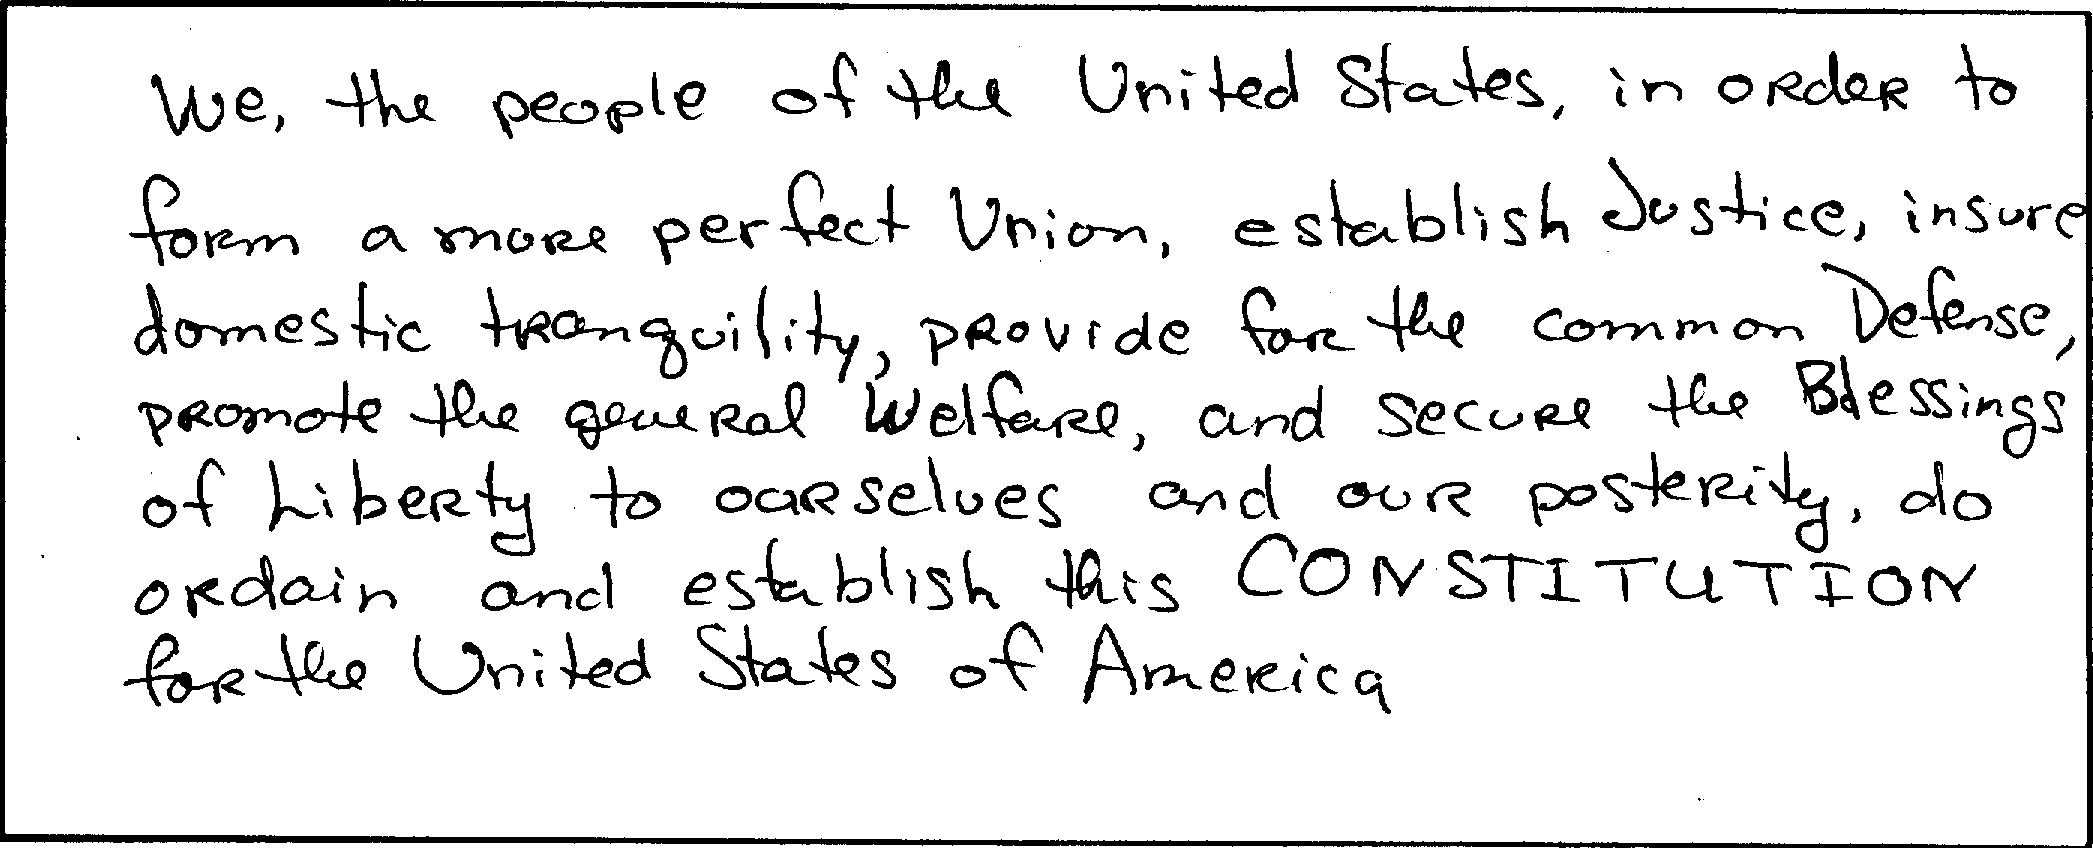 We, the people of the United States, in order to
form a more perfect Union, establish Justice, insure
domestic tranquility, provide for the common Defense,
promote the general Welfare, and secure the Blessings
of Liberty to ourselves and our posterity, do
ordain and establish this CONSTITUTION
for the United States of America